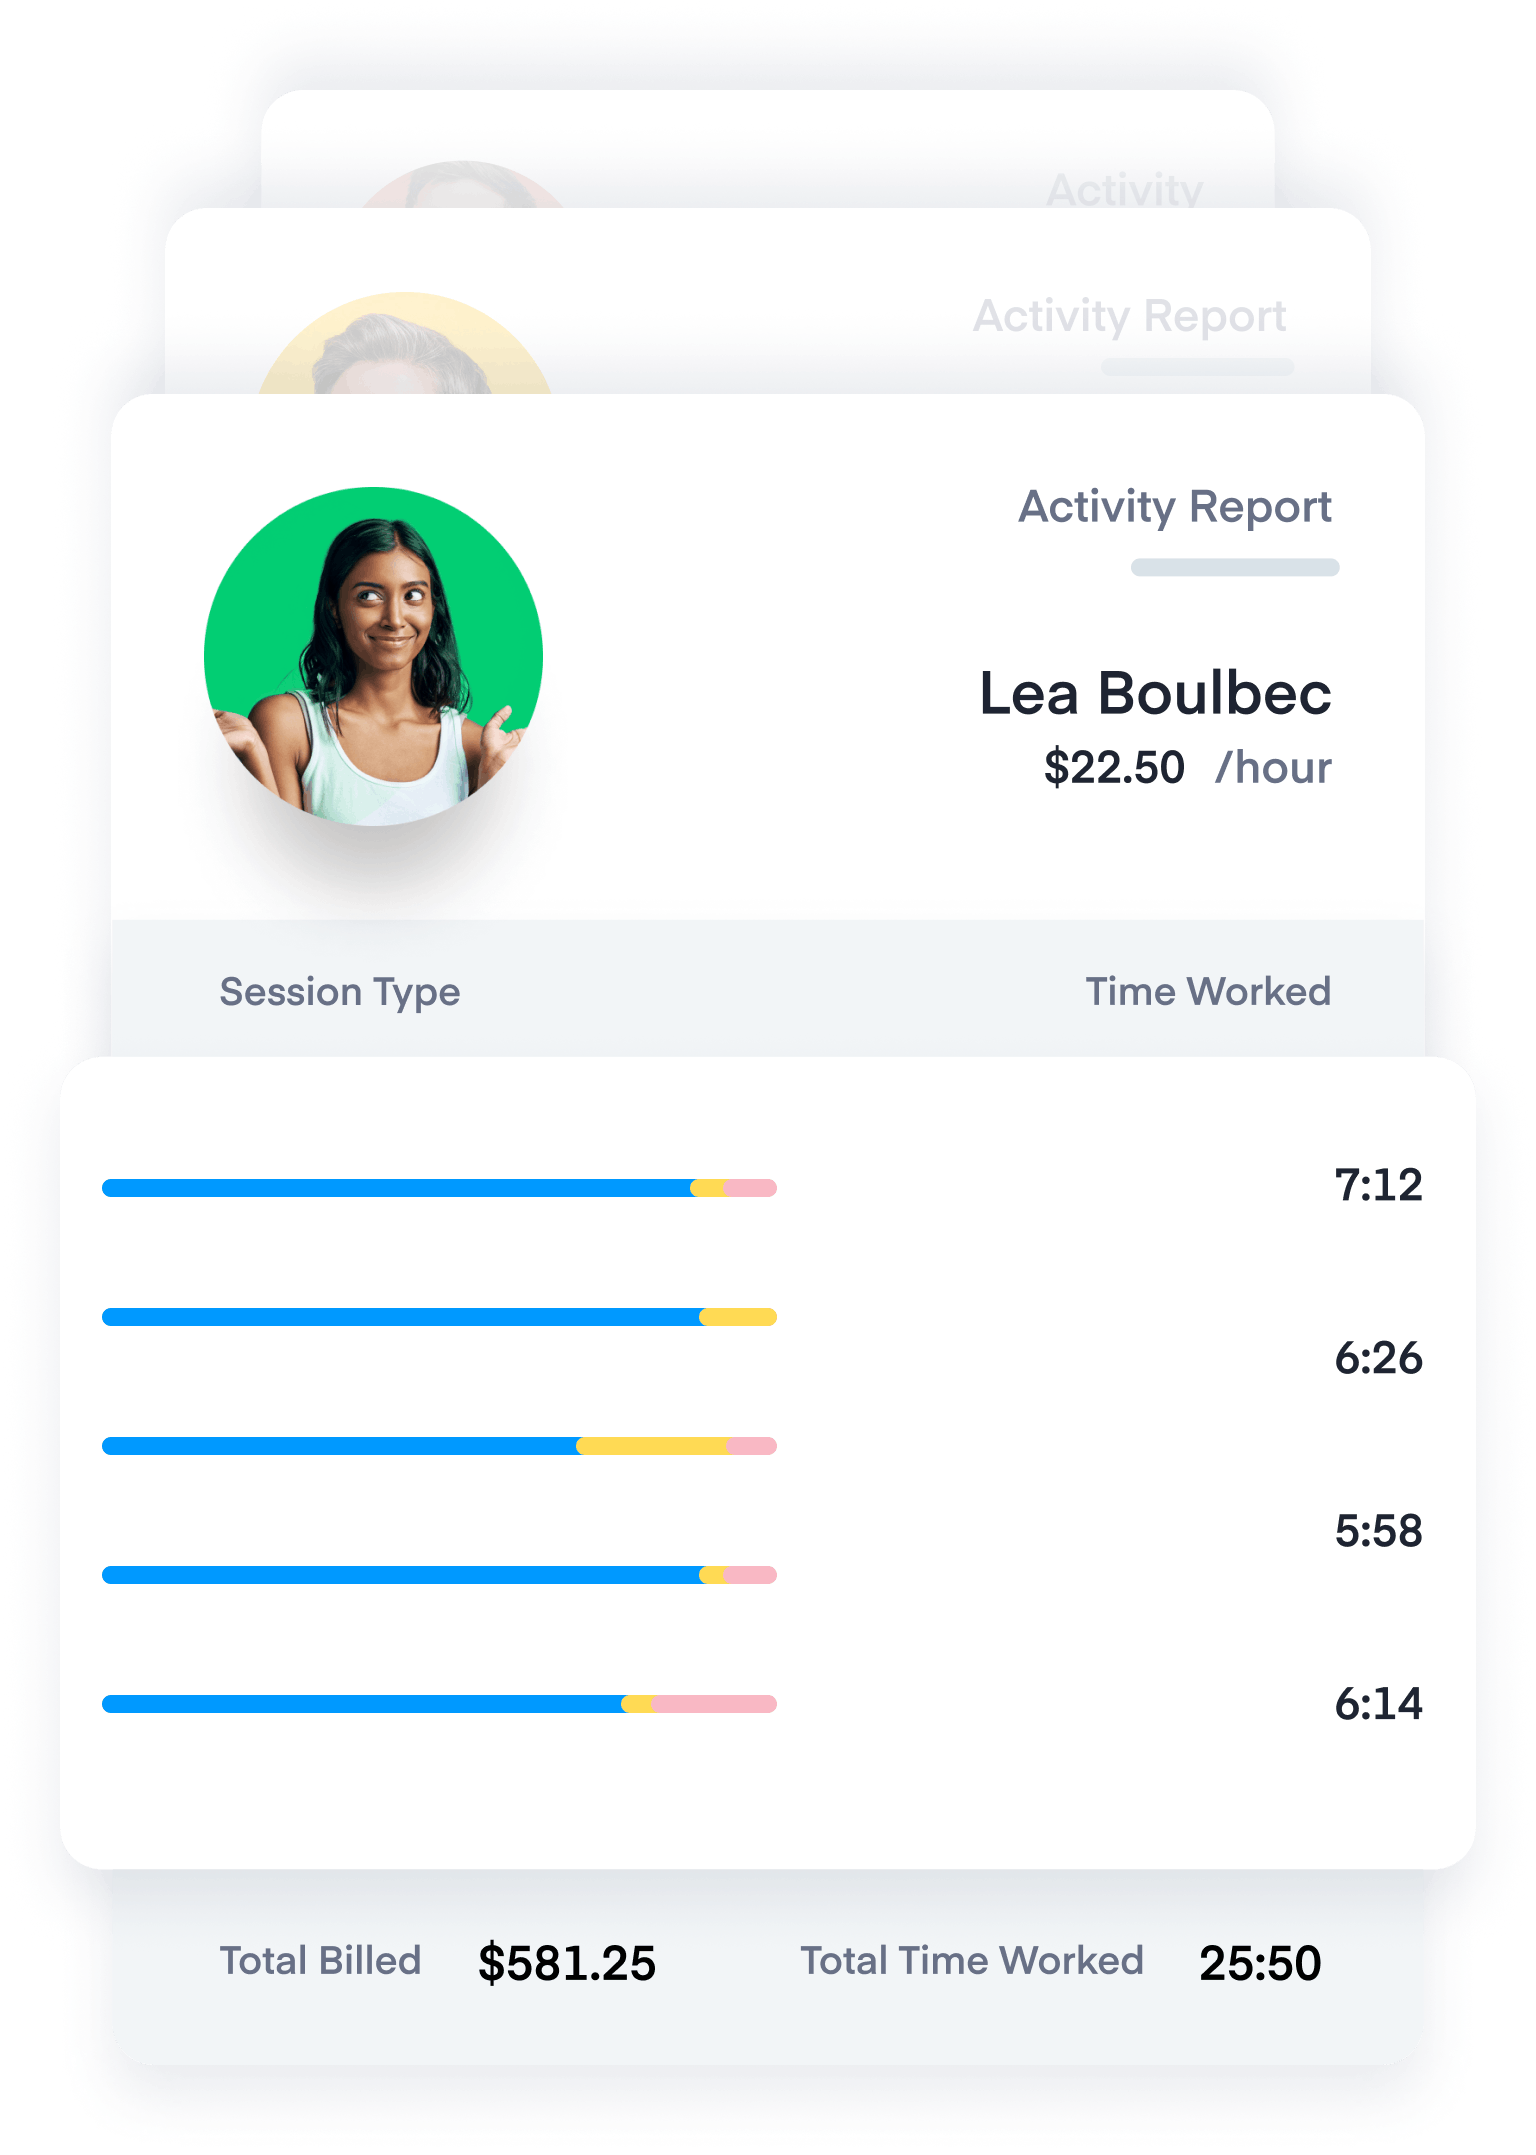 Activity
Activity Report
Activity Report
Lea Boulbec
$22.50 /hour
Session Type Time Worked
7:12
6:26
5:58
6:14
Total Billed $581.25 Total Time Worked 25:50